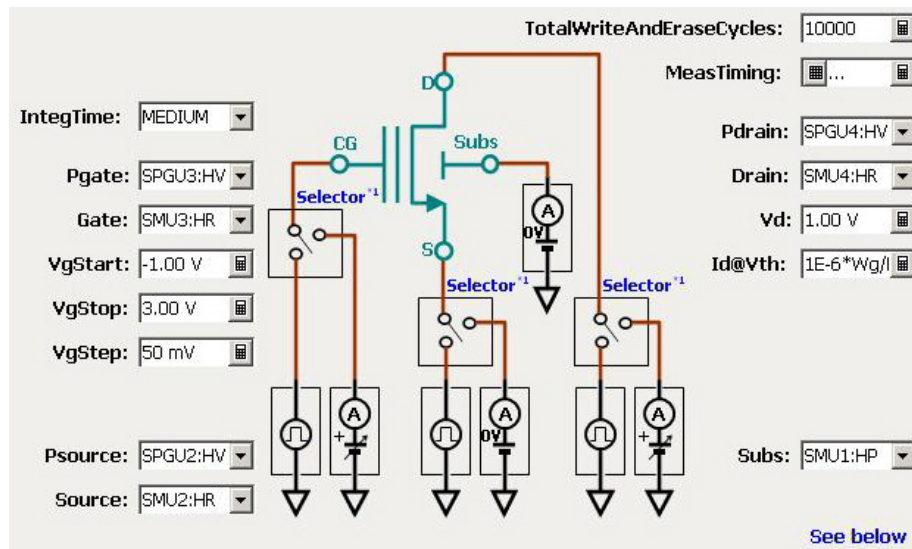 TotalWriteAndEraseCycles: 10000
MeasTiming: ...
IntegTime: MEDIUM
D
CG
Subs
Pdrain: SPGU4:HV
Pgate: SPGU3:HV
Selector*1
Drain: SMU4:HR
Gate: SMU3:HR
A
0V
Vd: 1.00 V
VgStart: -1.00 V
S
Id@Vth: 1E-6*Wg/
Selector*1
Selector*1
VgStop: 3.00 V
VgStep: 50 mV
A
A
A
+
0V
+
Psource: SPGU2:HV
Subs: SMU1:HP
Source: SMU2:HR
See below